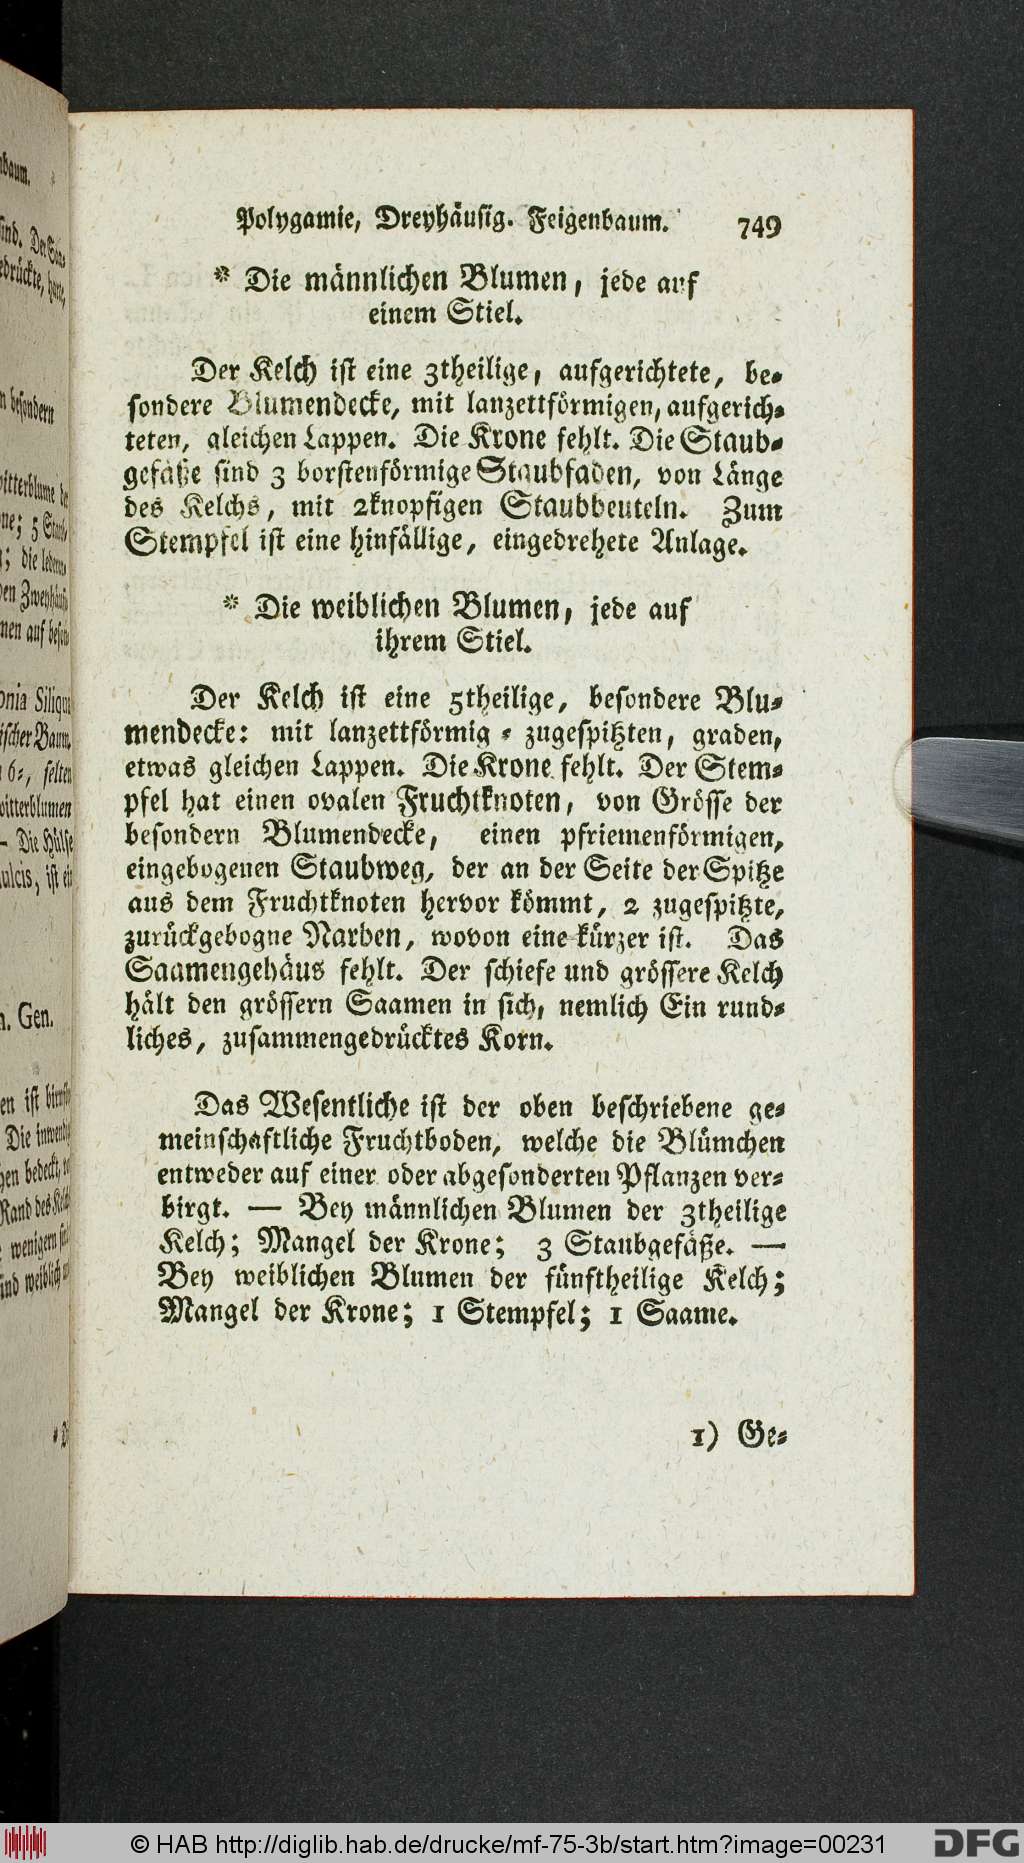 Polygamie, Dreyhäusig. Feigenbaum. 749
* Die männlichen Blumen, jede auf
einem Stiel.
Der Kelch ist eine 3theilige, aufgerichtete, be-
sondere Blumendecke, mit lanzettförmigen, aufgerich-
teten, gleichen Lappen. Die Krone fehlt. Die Staub-
gefäße sind 3 borstenförmige Staubfaden, von Länge
des Kelchs, mit 2knopfigen Staubbeuteln. Zum
Stempfel ist eine hinfällige, eingedrehete Anlage.
* Die weiblichen Blumen, jede auf
ihrem Stiel.
Der Kelch ist eine 5theilige, besondere Blu-
mendecke: mit lanzettförmig - zugespitzten, graden,
etwas gleichen Lappen. Die Krone fehlt. Der Stem-
pfel hat einen ovalen Fruchtknoten, von Grösse der
besondern Blumendecke, einen pfriemenförmigen,
eingebogenen Staubweg, der an der Seite der Spitze
aus dem Fruchtknoten hervor kömmt, 2 zugespitzte,
zurückgebogne Narben, wovon eine kürzer ist. Das
Saamengehäus fehlt. Der schiefe und grössere Kelch
hält den grössern Saamen in sich, nemlich Ein rund-
liches, zusammengedrücktes Korn.
Das Wesentliche ist der oben beschriebene ge-
meinschaftliche Fruchtboden, welche die Blümchen
entweder auf einer oder abgesonderten Pflanzen ver-
birgt. — Bey männlichen Blumen der 3theilige
Kelch; Mangel der Krone; 3 Staubgefäße. —
Bey weiblichen Blumen der fünftheilige Kelch;
Mangel der Krone; 1 Stempfel; 1 Saame.
1) Ge-
© HAB http://diglib.hab.de/drucke/mf-75-3b/start.htm?image=00231
DFG